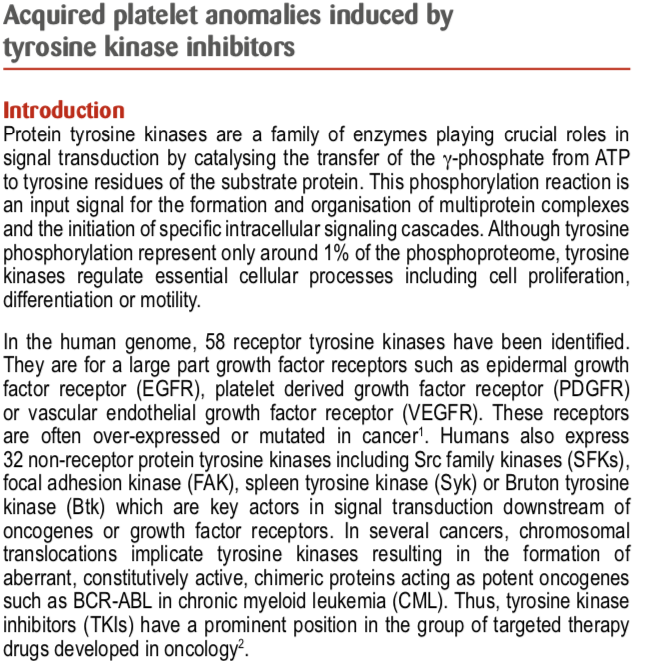 Acquired platelet anomalies induced by
tyrosine kinase inhibitors
Introduction
Protein tyrosine kinases are a family of enzymes playing crucial roles in
signal transduction by catalysing the transfer of the γ-phosphate from ATP
to tyrosine residues of the substrate protein. This phosphorylation reaction is
an input signal for the formation and organisation of multiprotein complexes
and the initiation of specific intracellular signaling cascades. Although tyrosine
phosphorylation represent only around 1% of the phosphoproteome, tyrosine
kinases regulate essential cellular processes including cell proliferation,
differentiation or motility.
In the human genome, 58 receptor tyrosine kinases have been identified.
They are for a large part growth factor receptors such as epidermal growth
factor receptor (EGFR), platelet derived growth factor receptor (PDGFR)
or vascular endothelial growth factor receptor (VEGFR). These receptors
are often over-expressed or mutated in cancer¹. Humans also express
32 non-receptor protein tyrosine kinases including Src family kinases (SFKs),
focal adhesion kinase (FAK), spleen tyrosine kinase (Syk) or Bruton tyrosine
kinase (Btk) which are key actors in signal transduction downstream of
oncogenes or growth factor receptors. In several cancers, chromosomal
translocations implicate tyrosine kinases resulting in the formation of
aberrant, constitutively active, chimeric proteins acting as potent oncogenes
such as BCR-ABL in chronic myeloid leukemia (CML). Thus, tyrosine kinase
inhibitors (TKIs) have a prominent position in the group of targeted therapy
drugs developed in oncology².